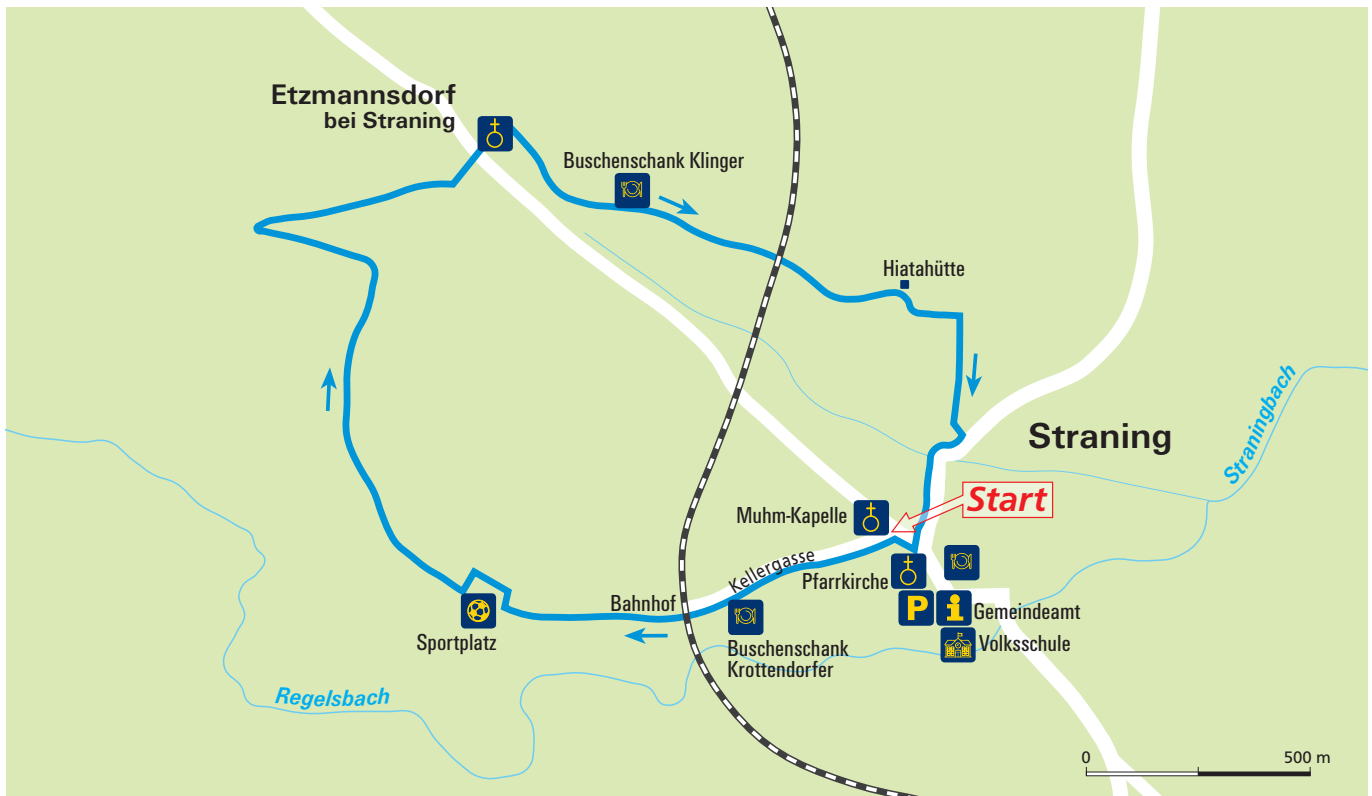 Etzmannsdorf
bei Straning
Buschenschank Klinger
Hiatahütte
Straning
Straningbach
Start
Muhm-Kapelle
Kellergasse
Pfarrkirche
P
i
Gemeindeamt
Bahnhof
Sportplatz
Buschenschank
Krottendorfer
Volksschule
Regelsbach
0 500 m